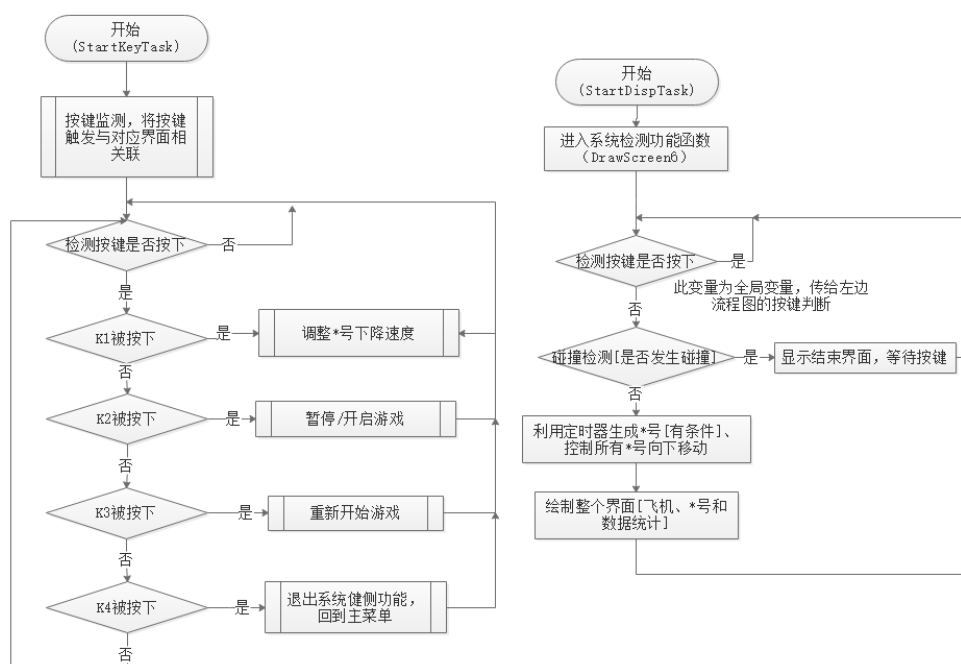 开始
(StartKeyTask)
按键监测，将按键
触发与对应界面相
关联
检测按键是否按下
否
是
K1被按下
是
调整*号下降速度
否
K2被按下
是
暂停/开启游戏
否
K3被按下
是
重新开始游戏
否
K4被按下
是
退出系统健侧功能，
回到主菜单
否
开始
(StartDispTask)
进入系统检测功能函数
(DrawScreen6)
检测按键是否按下
是
此变量为全局变量，传给左边
流程图的按键判断
否
碰撞检测[是否发生碰撞]
是
显示结束界面，等待按键
否
利用定时器生成*号[有条件]、
控制所有*号向下移动
绘制整个界面[飞机、*号和
数据统计]